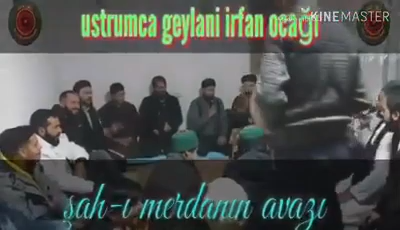 KINEMASTER
ustrumca geylani irfan ocağı
şah-ı merdanın avazı